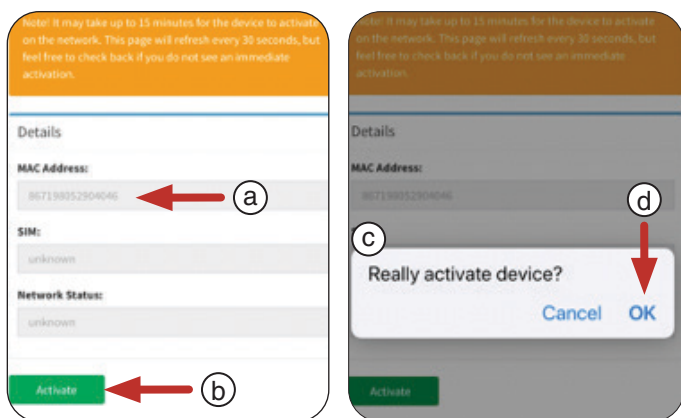 Note! It may take up to 15 minutes for the device to activate
on the network. This page will refresh every 30 seconds, but
feel free to check back if you do not see an immediate
activation.
Details
MAC Address:
867198052904046
a
SIM:
unknown
Network Status:
unknown
Activate
b
Note! It may take up to 15 minutes for the device to activate
on the network. This page will refresh every 30 seconds, but
feel free to check back if you do not see an immediate
activation.
Details
MAC Address:
867198052904046
d
c
Really activate device?
Cancel OK
Activate